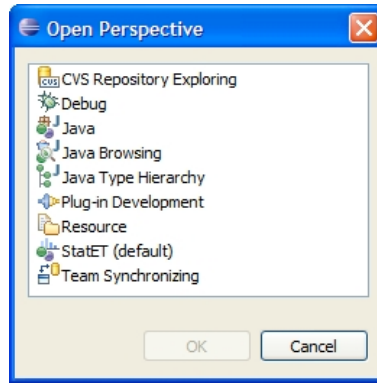 Open Perspective
CVS Repository Exploring
Debug
Java
Java Browsing
Java Type Hierarchy
Plug-in Development
Resource
StatET (default)
Team Synchronizing
OK
Cancel